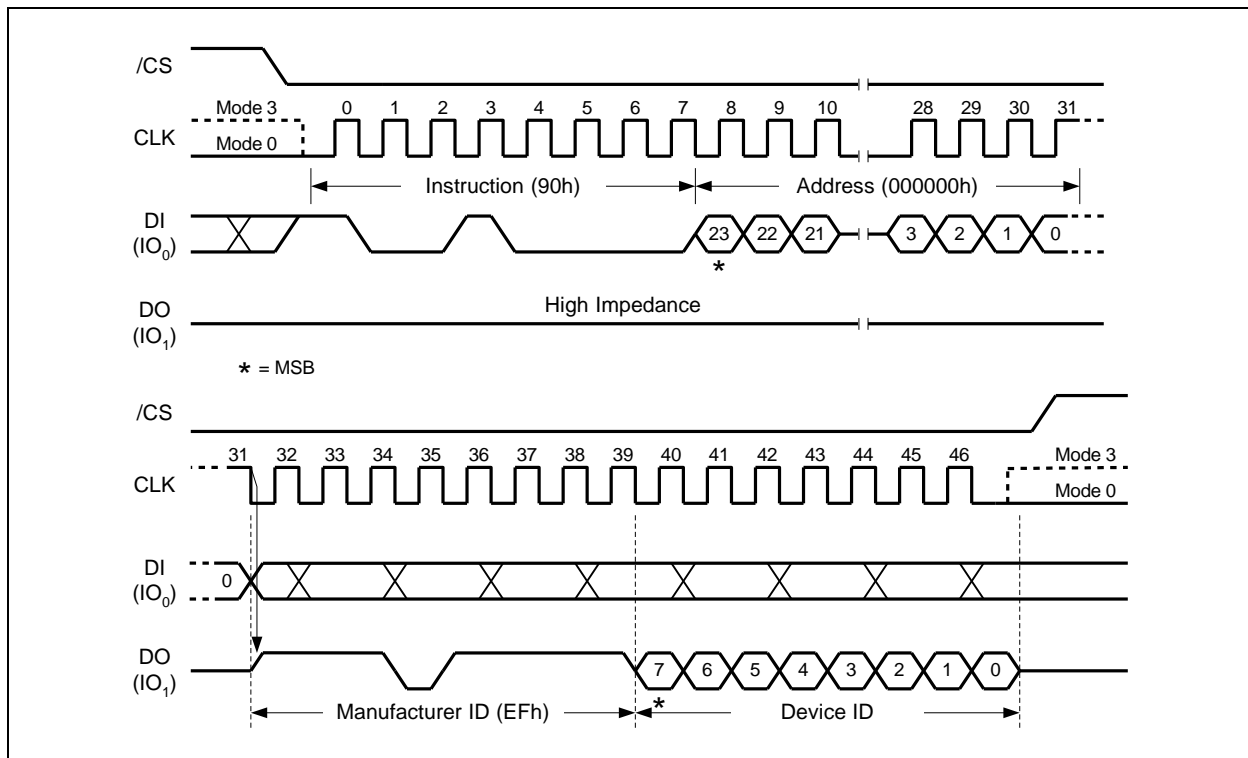 /CS
Mode 3 0 1 2 3 4 5 6 7 8 9 10 28 29 30 31
CLK
Mode 0
Instruction (90h) Address (000000h)
DI
(IO0)
23 22 21 3 2 1 0
*
High Impedance
DO
(IO1)
* = MSB
/CS
31 32 33 34 35 36 37 38 39 40 41 42 43 44 45 46 Mode 3
CLK
Mode 0
DI
(IO0)
0
DO
(IO1)
7 6 5 4 3 2 1 0
*
Manufacturer ID (EFh) Device ID